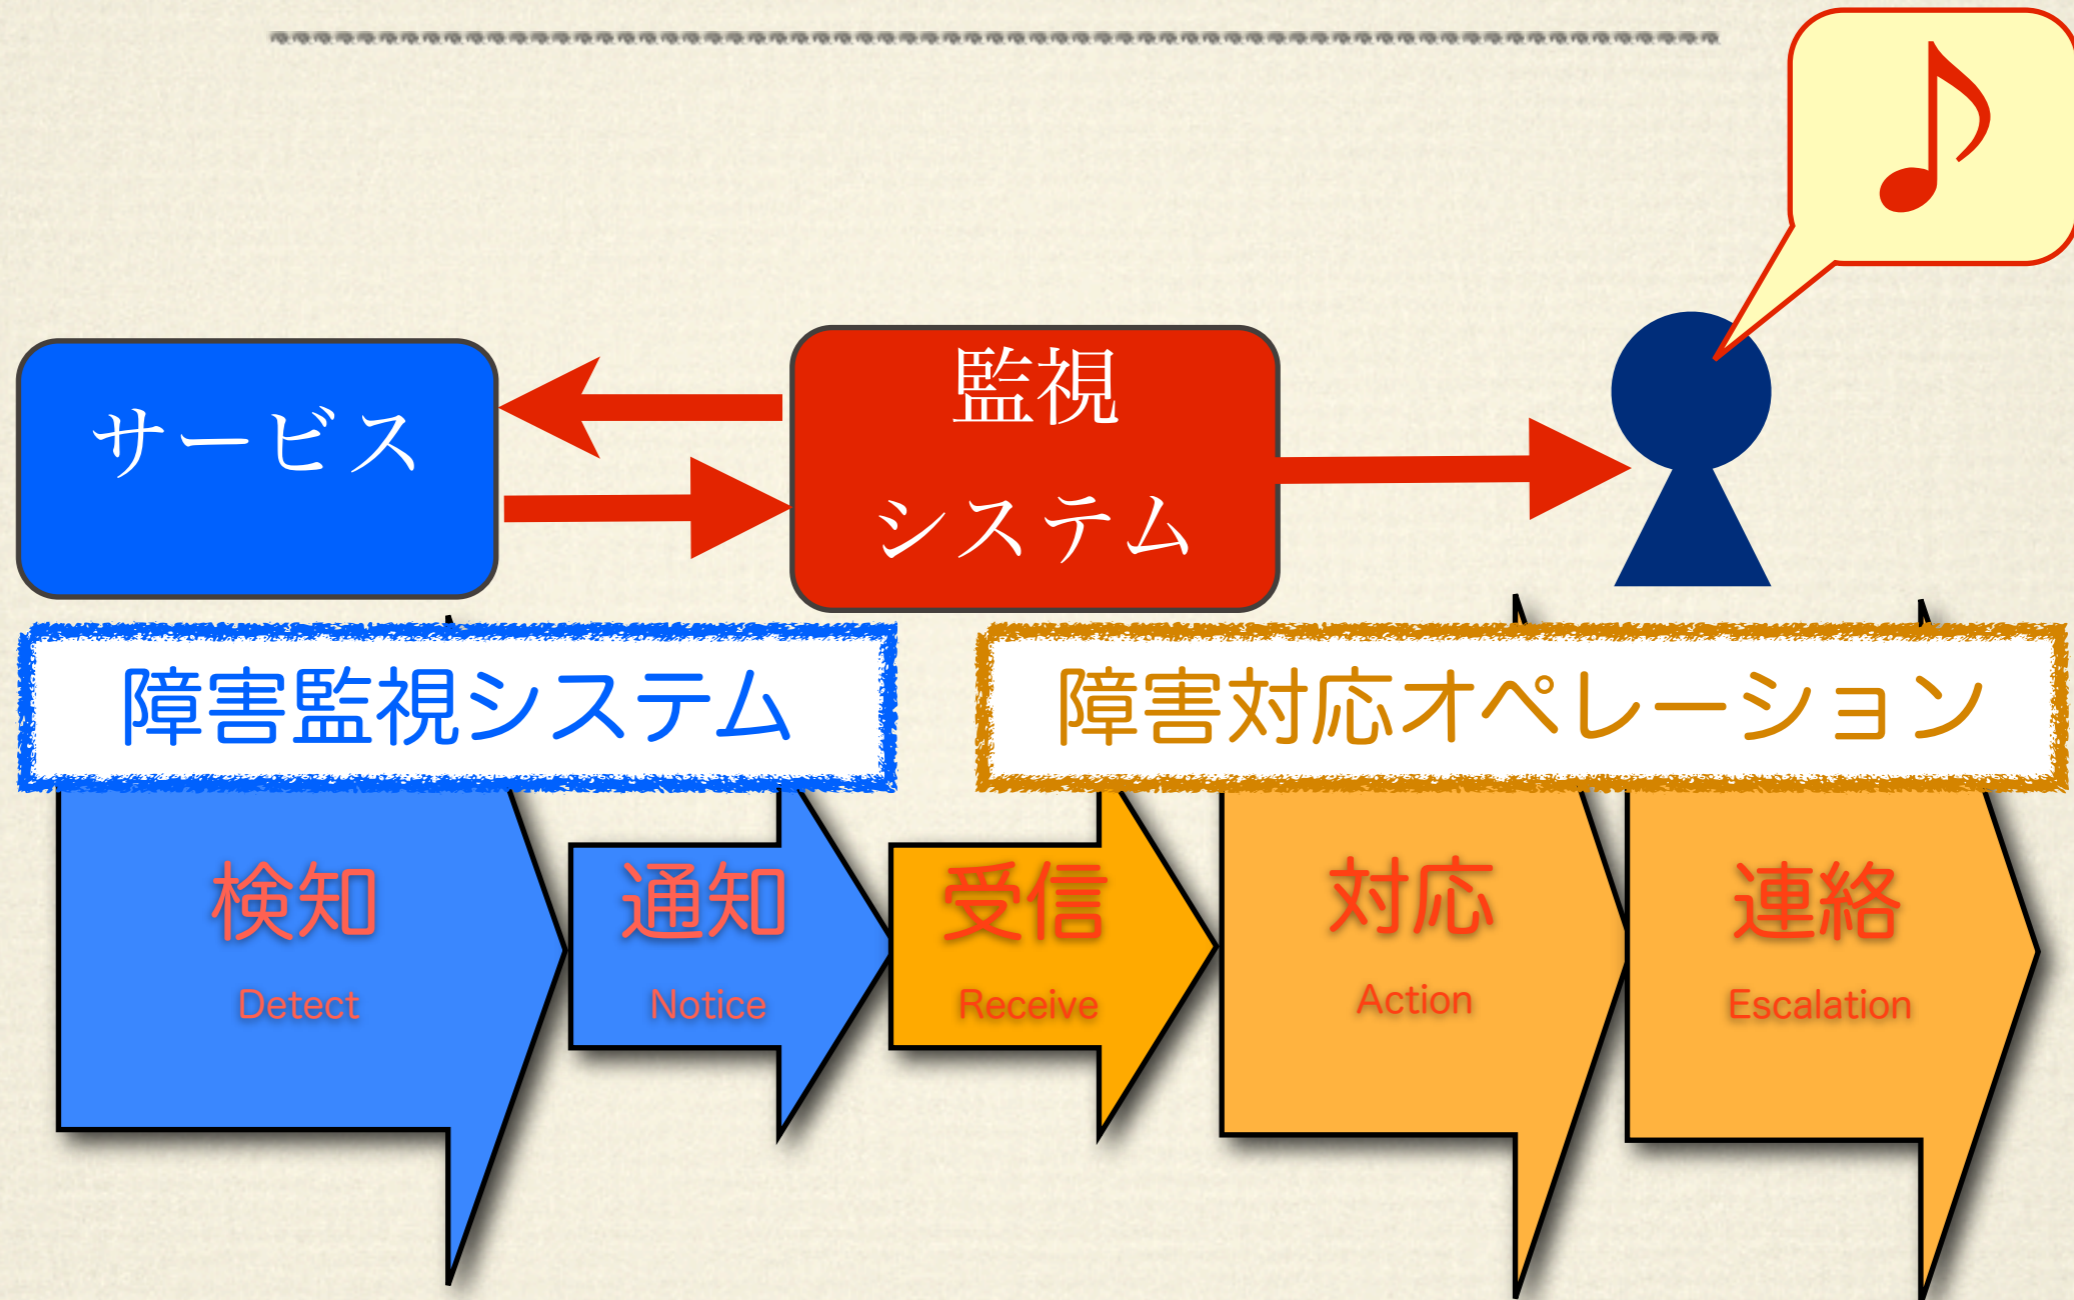 サービス
監視
システム
障害監視システム
障害対応オペレーション
検知
Detect
通知
Notice
受信
Receive
対応
Action
連絡
Escalation